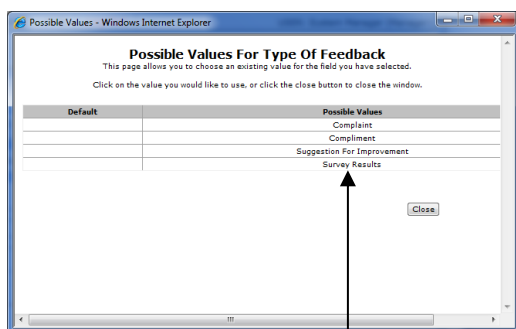 Possible Values - Windows Internet Explorer
Possible Values For Type Of Feedback
This page allows you to choose an existing value for the field you have selected.
Click on the value you would like to use, or click the close button to close the window.
Default Possible Values
Complaint
Compliment
Suggestion For Improvement
Survey Results
Close